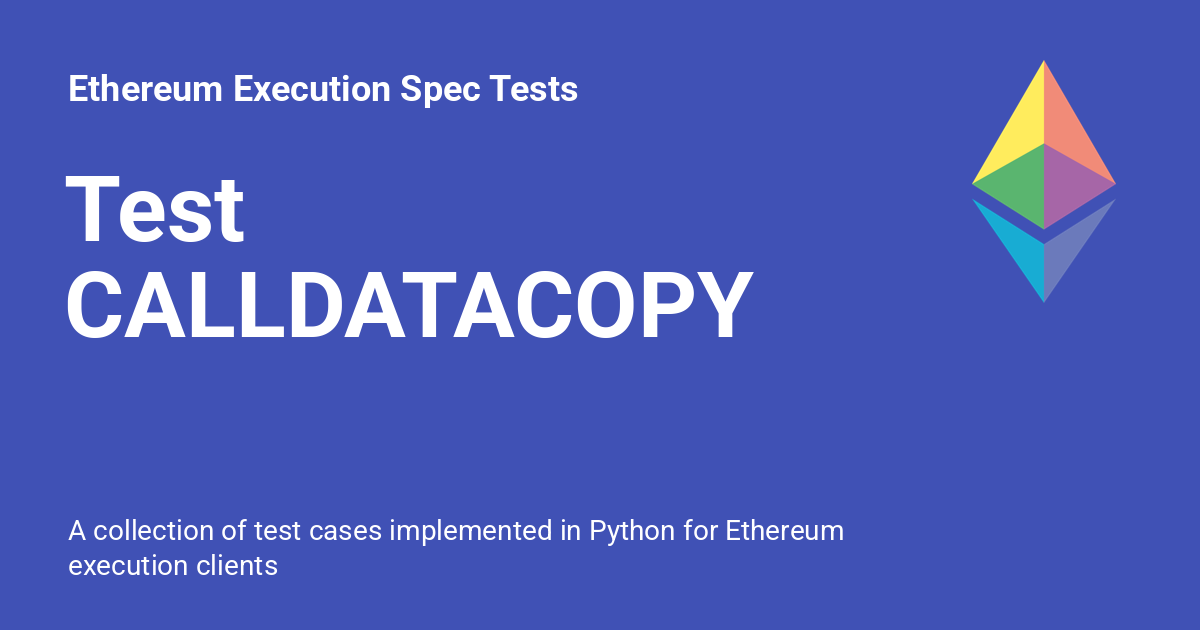 Ethereum Execution Spec Tests
Test
CALLDATACOPY
A collection of test cases implemented in Python for Ethereum
execution clients